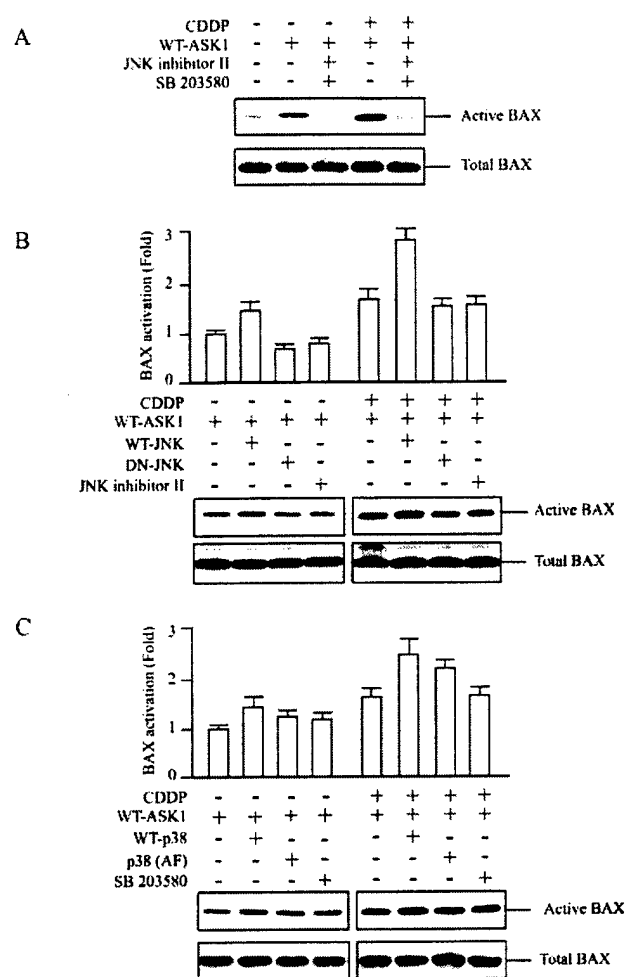 A
CDDP - - - + +
WT-ASK1 - + + + +
JNK inhibitor II - - + - +
SB 203580 - - + - +
Active BAX
Total BAX
B
BAX activation (Fold)
3
2
1
0
CDDP - - - - + + + +
WT-ASK1 + + + + + + + +
WT-JNK - + - - - + - -
DN-JNK - - + - - - + -
JNK inhibitor II - - - + - - - +
Active BAX
Total BAX
C
BAX activation (Fold)
3
2
1
0
CDDP - - - - + + + +
WT-ASK1 + + + + + + + +
WT-p38 - + - - - + - -
p38 (AF) - - + - - - + -
SB 203580 - - - + - - - +
Active BAX
Total BAX